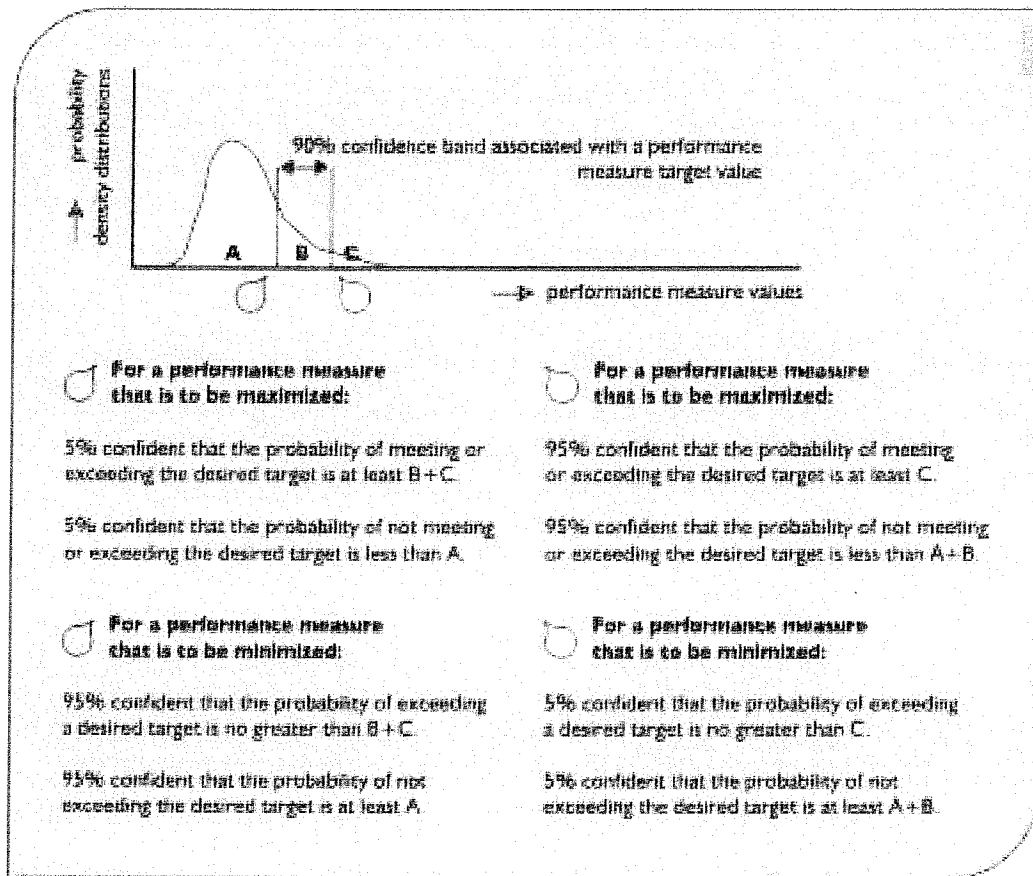 probability
density distributions
90% confidence band associated with a performance
measure target value
A B C
performance measure values
For a performance measure
that is to be maximized:
5% confident that the probability of meeting or
exceeding the desired target is at least B+C.
5% confident that the probability of not meeting
or exceeding the desired target is less than A.
For a performance measure
that is to be maximized:
95% confident that the probability of meeting
or exceeding the desired target is at least C.
95% confident that the probability of not meeting
or exceeding the desired target is less than A+B.
For a performance measure
that is to be minimized:
95% confident that the probability of exceeding
a desired target is no greater than B+C.
95% confident that the probability of not
exceeding the desired target is at least A.
For a performance measure
that is to be minimized:
5% confident that the probability of exceeding
a desired target is no greater than C.
5% confident that the probability of not
exceeding the desired target is at least A+B.